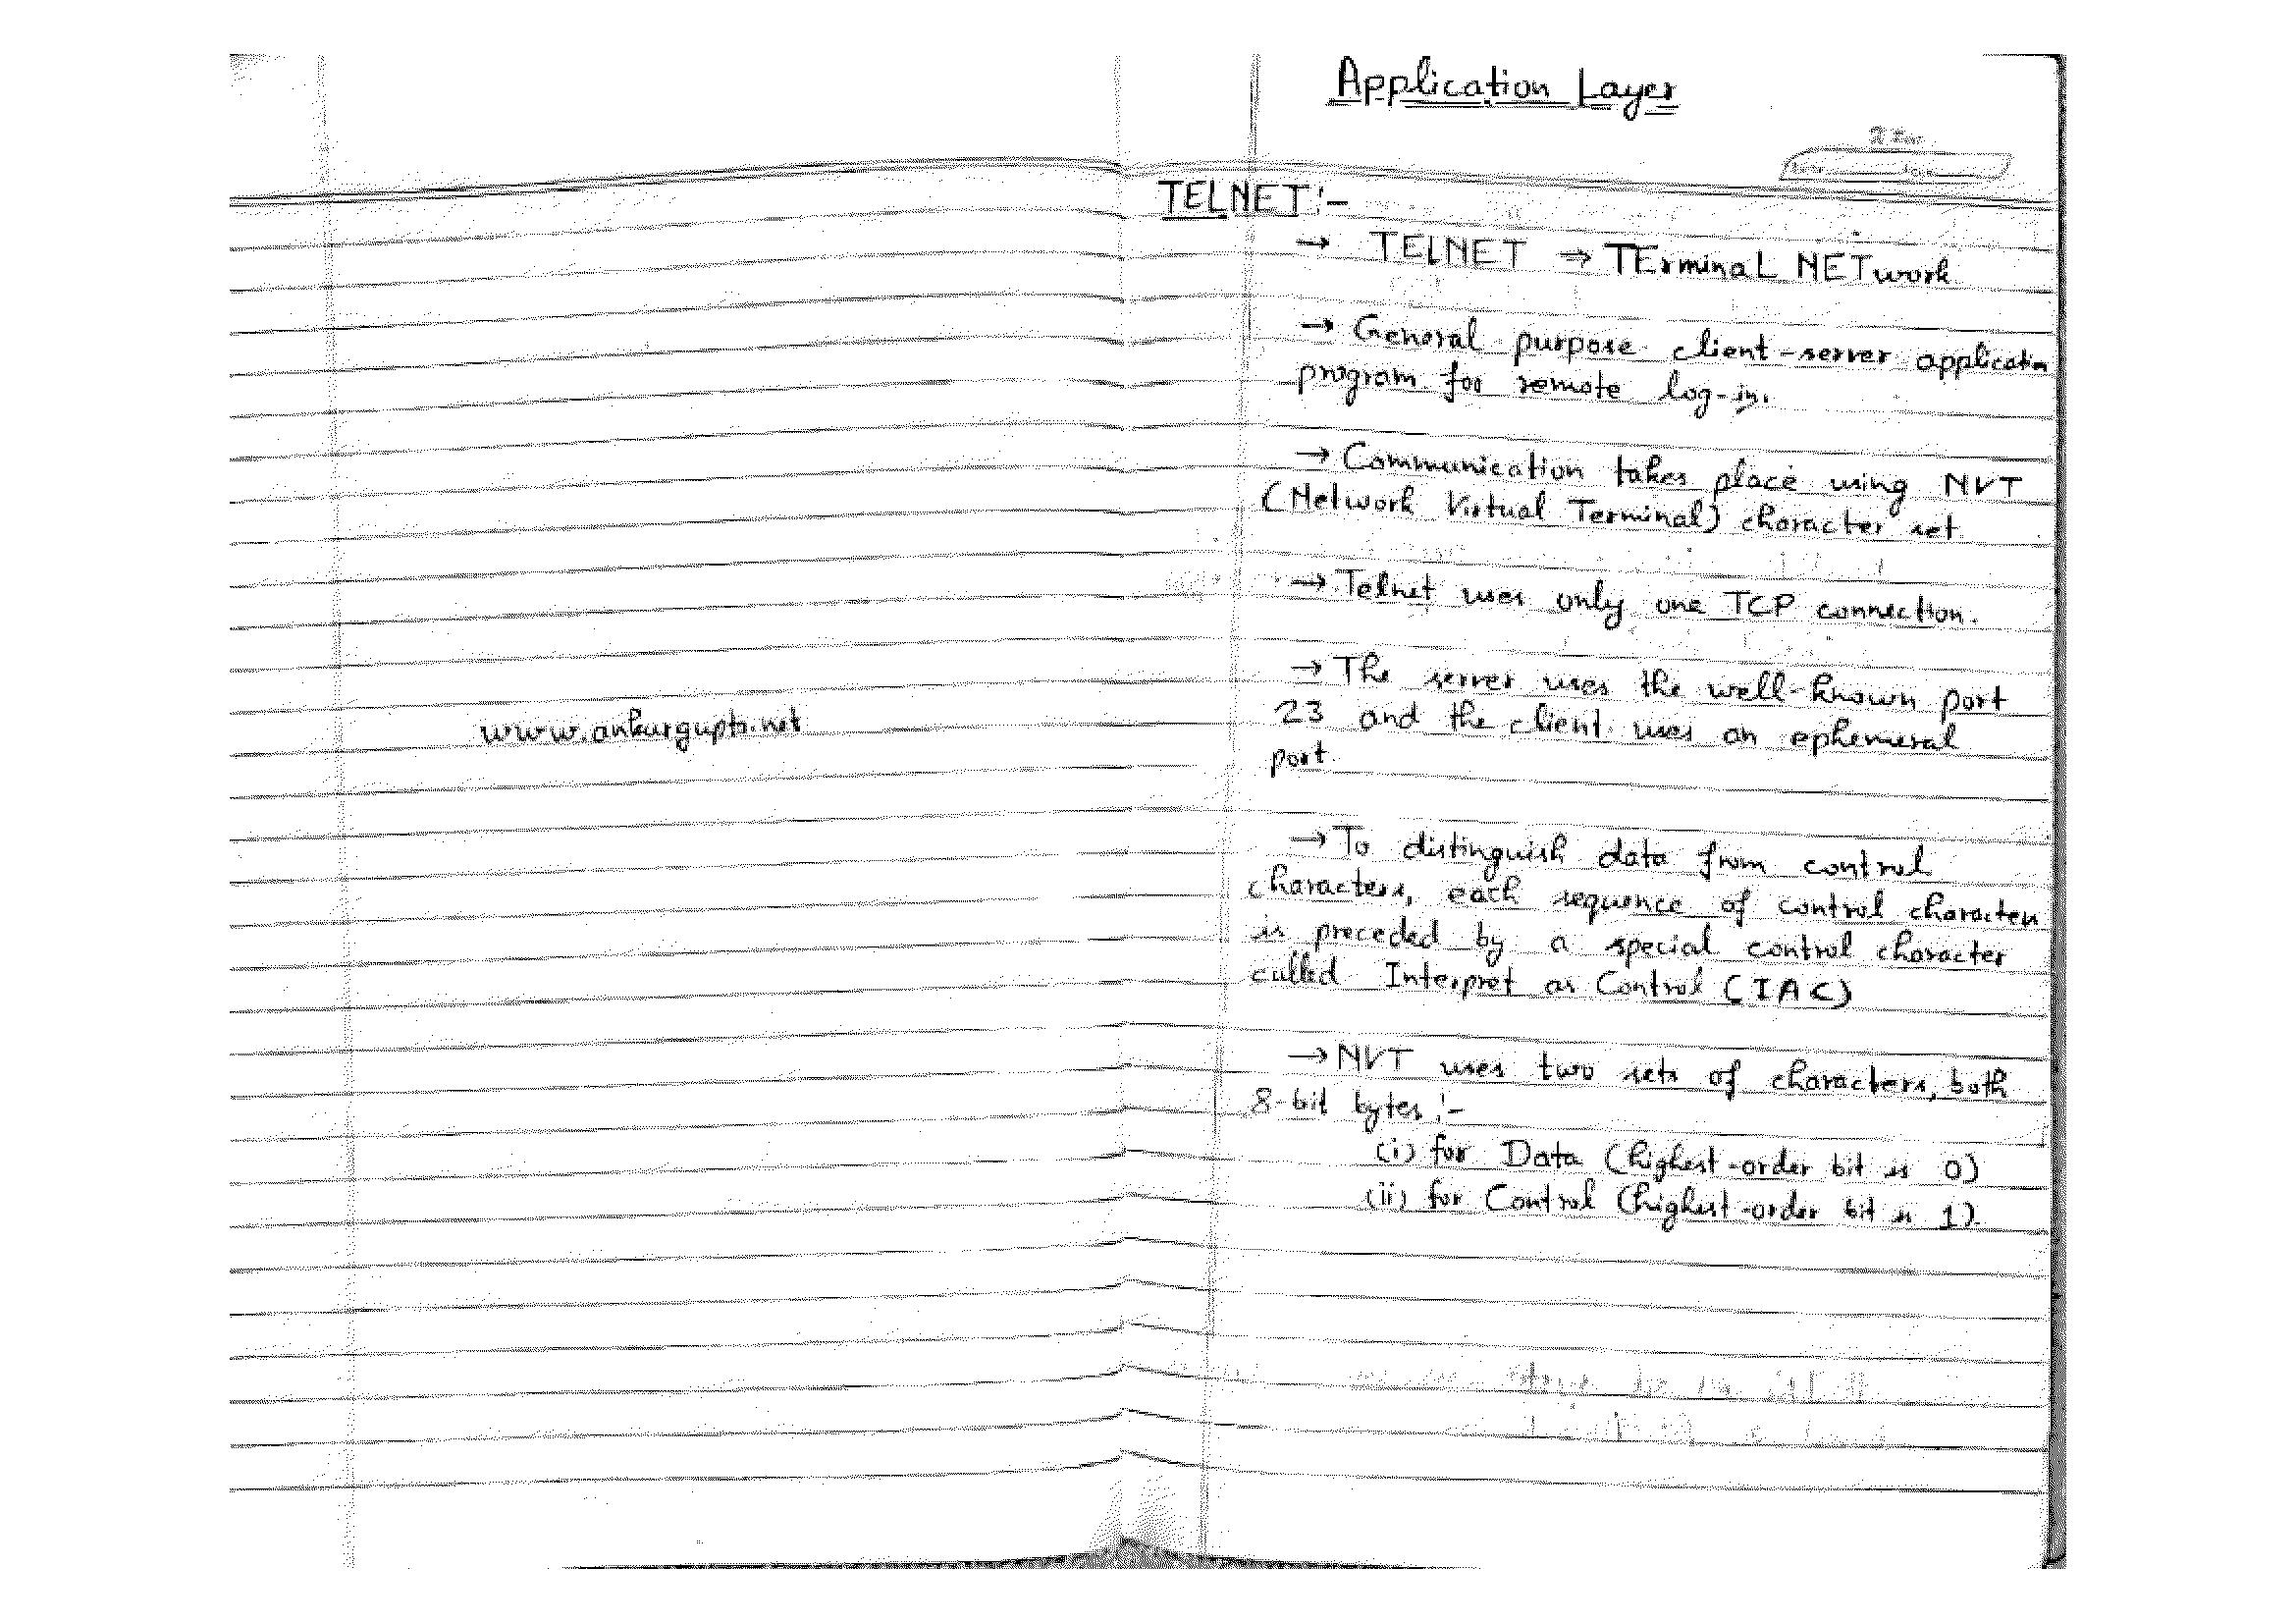 www.ankurgupta.net
Application Layer
TELNET :-
→ TELNET ⇒ TErminaL NETwork
→ General purpose client-server application
program for remote log-in.
→ Communication takes place using NVT
(Network Virtual Terminal) character set
→ Telnet uses only one TCP connection.
→ The server uses the well-known port
23 and the client uses an ephemeral
port.
→ To distinguish data from control
characters, each sequence of control characters
is preceded by a special control character
called Interpret as Control (IAC)
→ NVT uses two sets of characters, both
8-bit bytes :-
(i) for Data (highest-order bit is 0)
(ii) for Control (highest-order bit is 1).